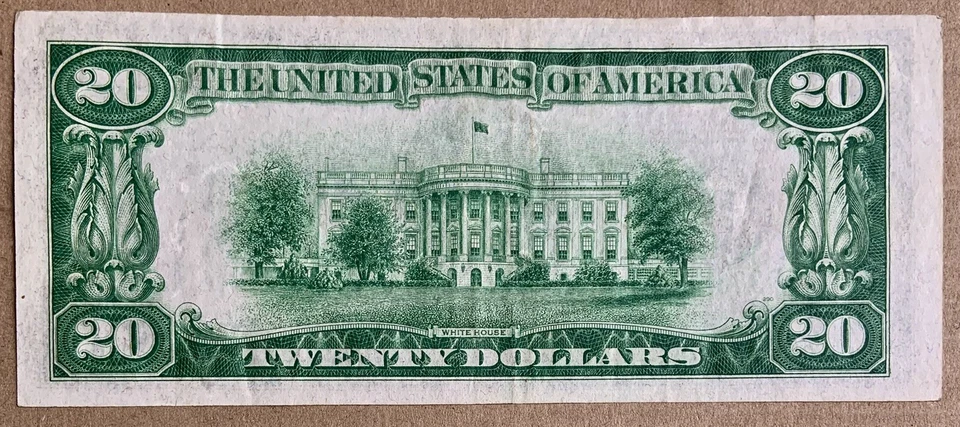 20 THE UNITED STATES OF AMERICA 20
WHITE HOUSE
20 TWENTY DOLLARS 20